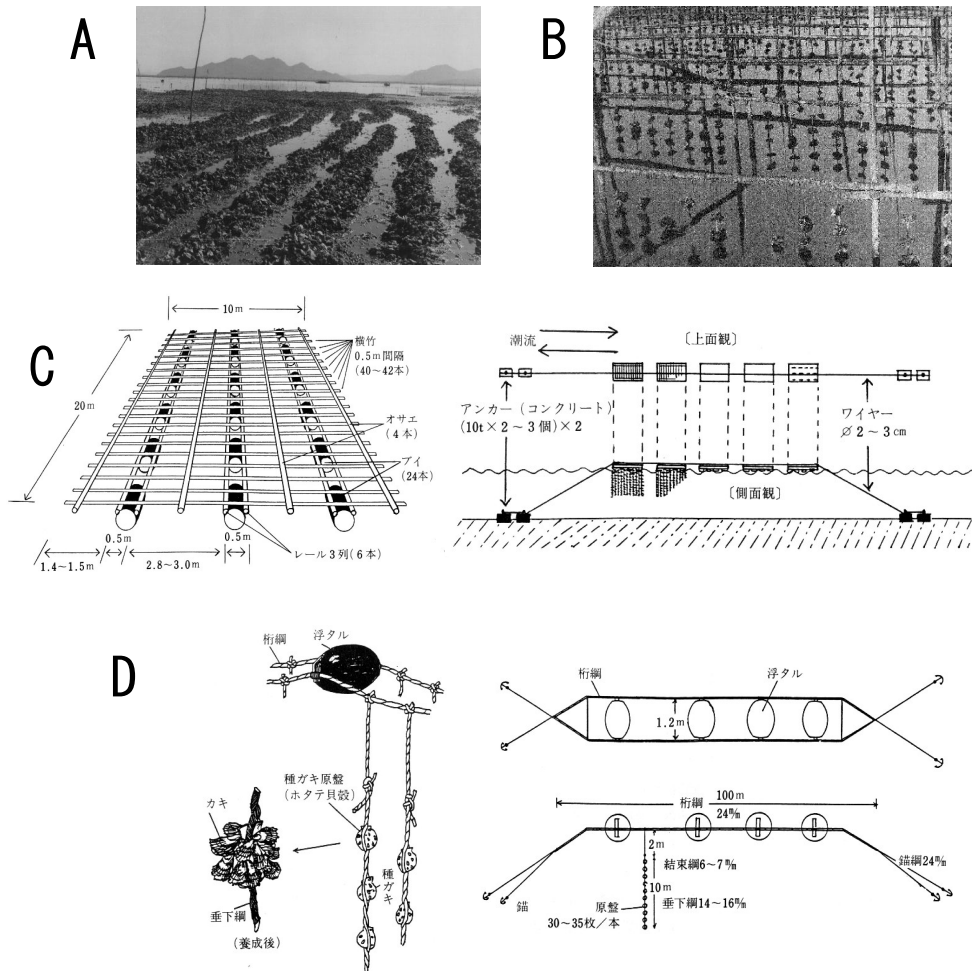 A
B
C
10m
20m
横竹
0.5m間隔
(40～42本)
オサエ
(4本)
ブイ
(24本)
レール3列(6本)
0.5m
0.5m
1.4～1.5m
2.8～3.0m
潮流
〔上面観〕
アンカー(コンクリート)
(10t×2～3個)×2
ワイヤー
∅2～3cm
〔側面観〕
D
桁綱
浮タル
種ガキ原盤
(ホタテ貝殻)
カキ
種ガキ
垂下綱
(養成後)
桁綱
浮タル
1.2m
100m
桁綱
24㎜
2m
結束綱6～7㎜
錨綱24㎜
10m
垂下綱14～16㎜
錨
原盤
30～35枚/本